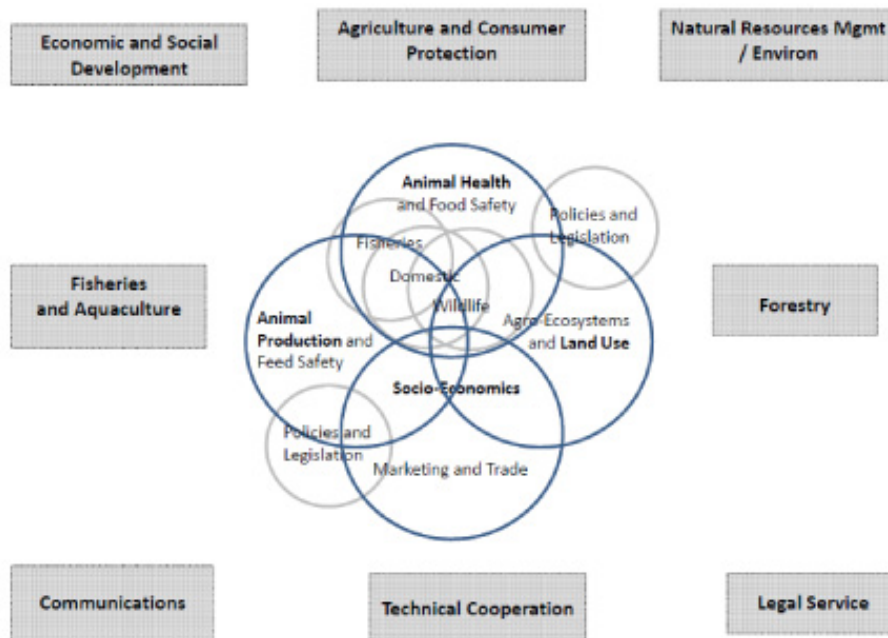 Economic and Social
Development
Agriculture and Consumer
Protection
Natural Resources Mgmt
/ Environ
Animal Health
and Food Safety
Policies and
Legislation
Fisheries
Domestic
Wildlife
Fisheries
and Aquaculture
Animal
Production and
Feed Safety
Agro-Ecosystems
and Land Use
Forestry
Socio-Economics
Policies and
Legislation
Marketing and Trade
Communications
Technical Cooperation
Legal Service